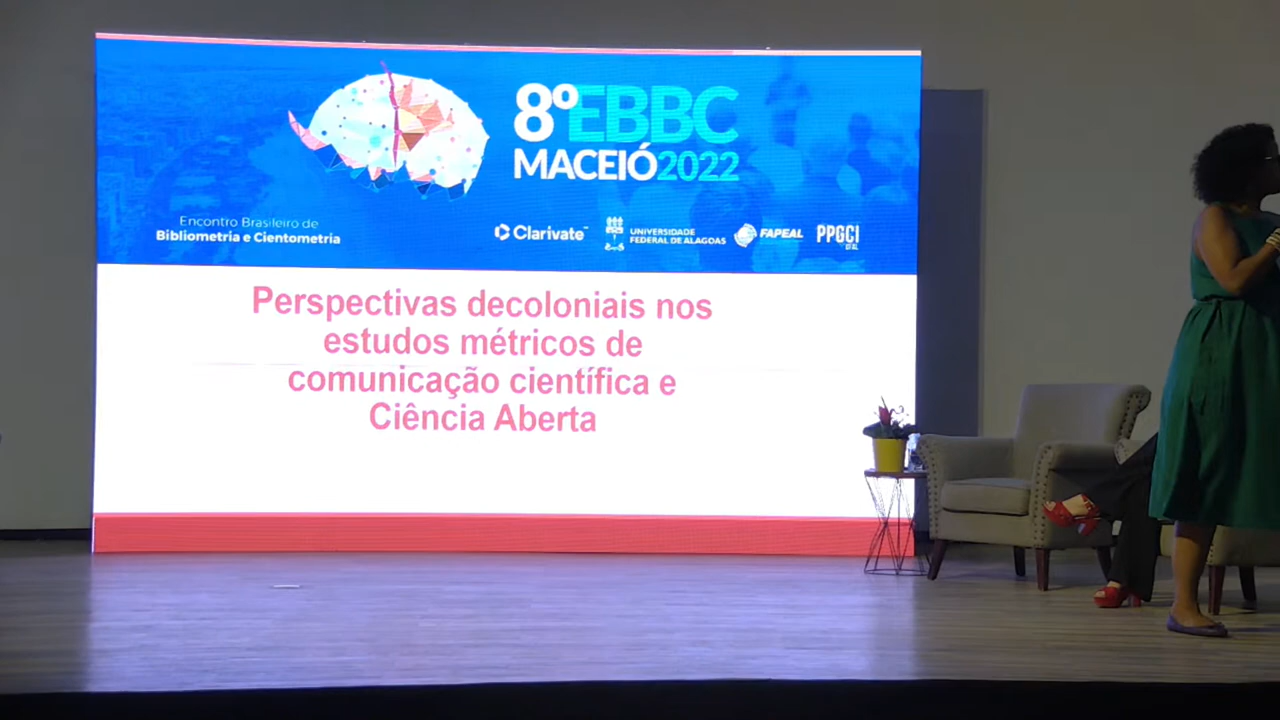 8º EBBC
MACEIÓ2022
Encontro Brasileiro de
Bibliometria e Cientometria
Clarivate™
UNIVERSIDADE
FEDERAL DE ALAGOAS
FAPEAL
PPGCI
Perspectivas decoloniais nos
estudos métricos de
comunicação científica e
Ciência Aberta